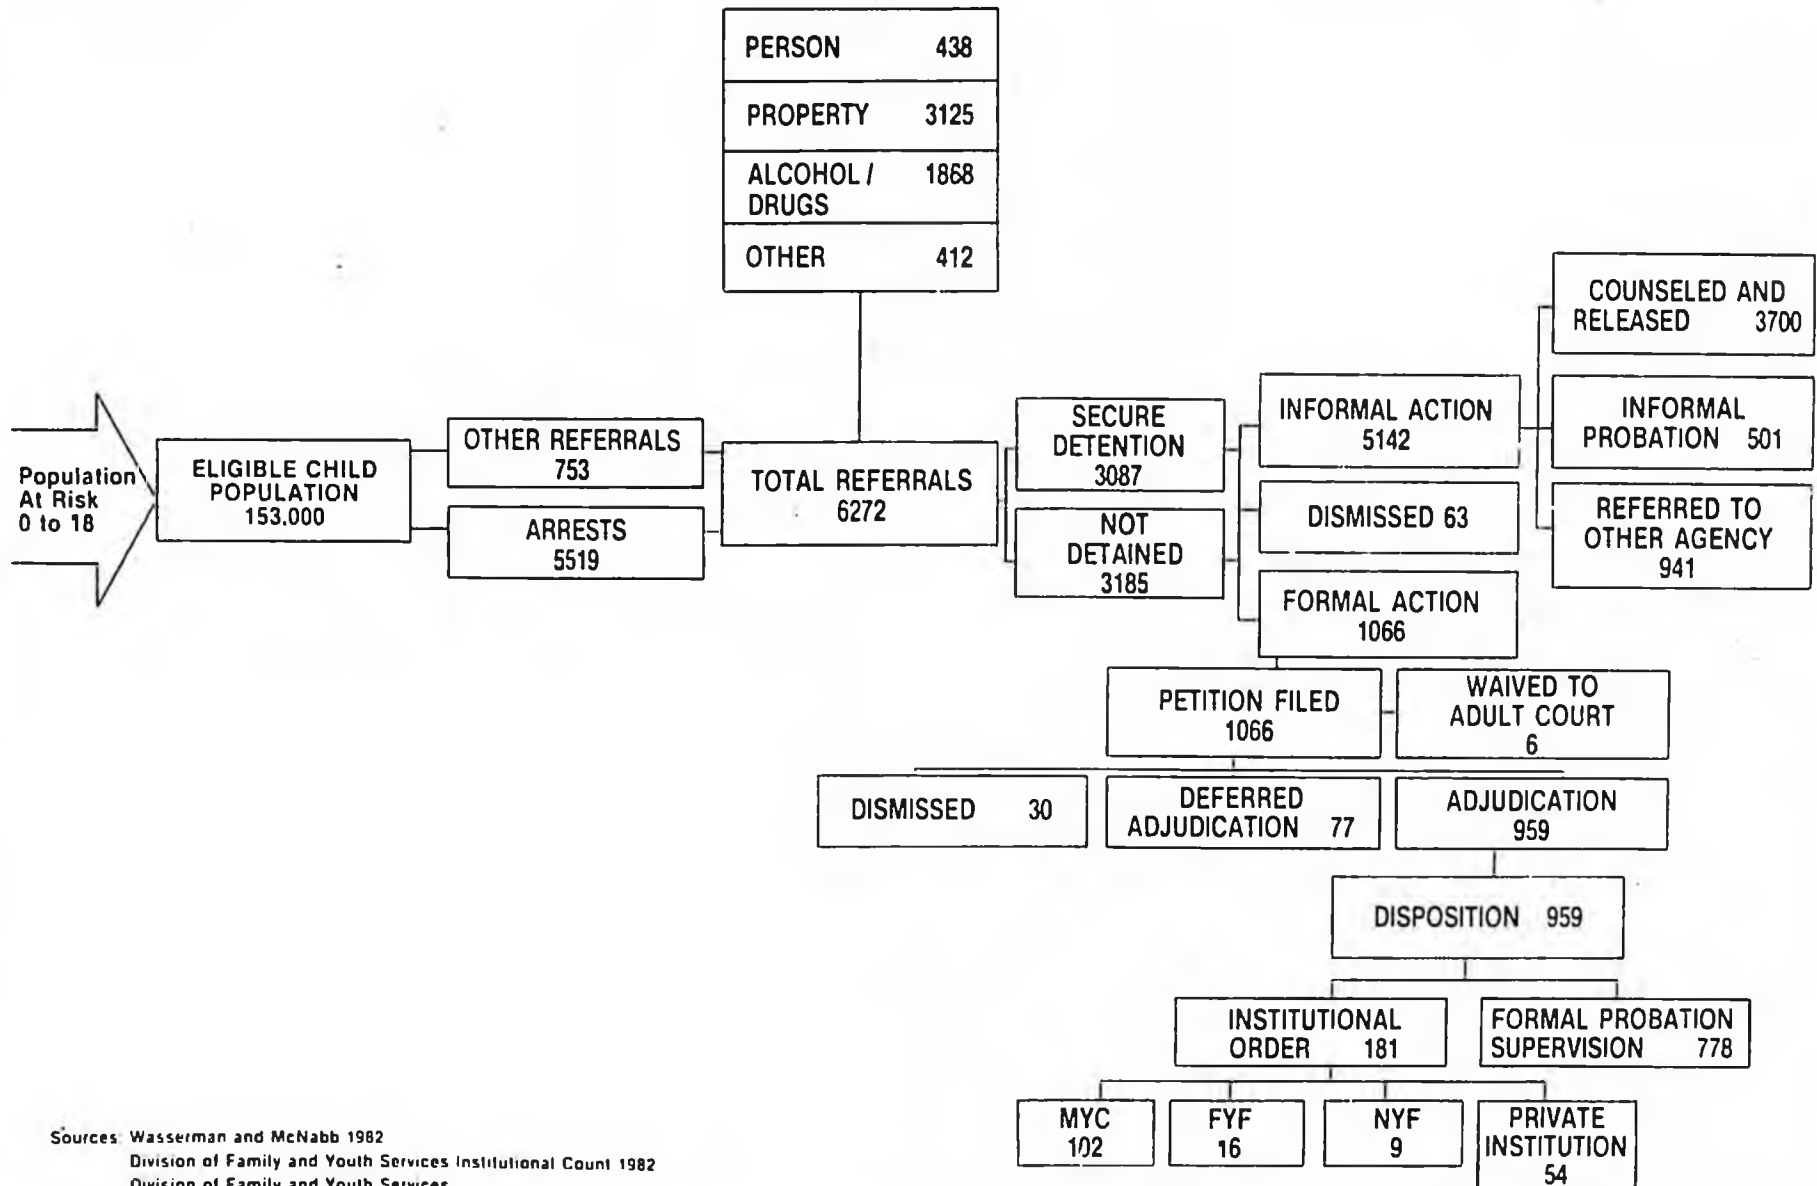 PERSON 438
PROPERTY 3125
ALCOHOL / 1868
DRUGS
OTHER 412
Population
At Risk
0 to 18
ELIGIBLE CHILD
POPULATION
153.000
OTHER REFERRALS
753
ARRESTS
5519
TOTAL REFERRALS
6272
SECURE
DETENTION
3087
NOT
DETAINED
3185
INFORMAL ACTION
5142
DISMISSED 63
FORMAL ACTION
1066
COUNSELED AND
RELEASED 3700
INFORMAL
PROBATION 501
REFERRED TO
OTHER AGENCY
941
PETITION FILED
1066
WAIVED TO
ADULT COURT
6
DISMISSED 30
DEFERRED
ADJUDICATION 77
ADJUDICATION
959
DISPOSITION 959
INSTITUTIONAL
ORDER 181
FORMAL PROBATION
SUPERVISION 778
MYC
102
FYF
16
NYF
9
PRIVATE
INSTITUTION
54
Sources: Wasserman and McNabb 1982
Division of Family and Youth Services Institutional Count 1982
Division of Family and Youth Services